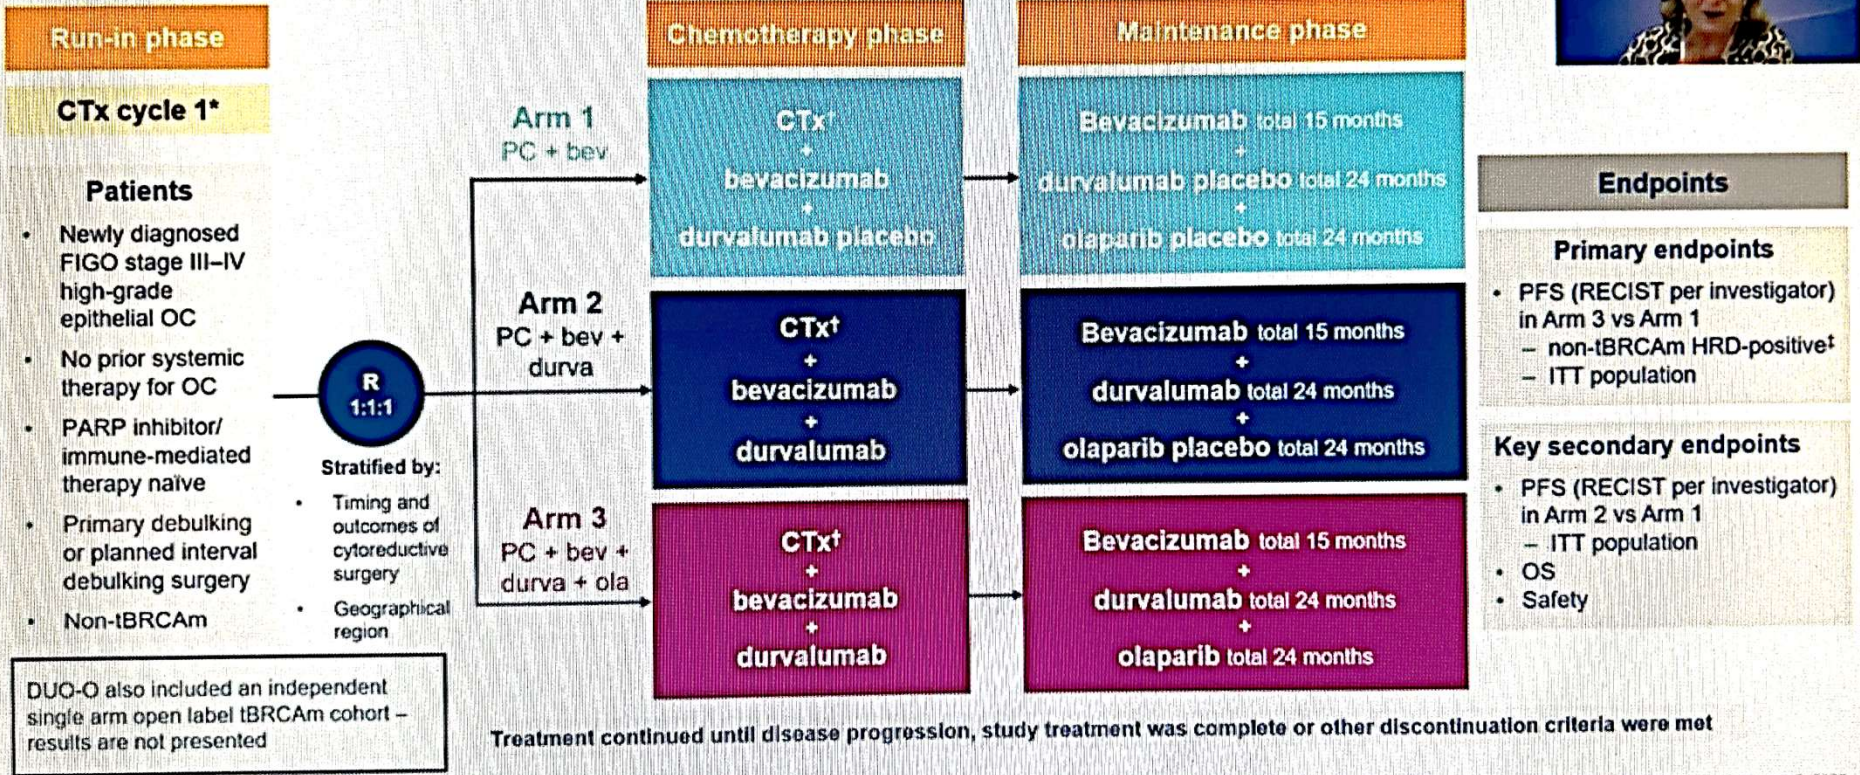 Run-in phase
CTx cycle 1*
Patients
• Newly diagnosed
FIGO stage III–IV
high-grade
epithelial OC
• No prior systemic
therapy for OC
• PARP inhibitor/
immune-mediated
therapy naïve
• Primary debulking
or planned interval
debulking surgery
• Non-tBRCAm
DUO-O also included an independent
single arm open label tBRCAm cohort –
results are not presented
R
1:1:1
Stratified by:
• Timing and
outcomes of
cytoreductive
surgery
• Geographical
region
Arm 1
PC + bev
Arm 2
PC + bev +
durva
Arm 3
PC + bev +
durva + ola
Chemotherapy phase
CTx†
+
bevacizumab
+
durvalumab placebo
CTx†
+
bevacizumab
+
durvalumab
CTx†
+
bevacizumab
+
durvalumab
Maintenance phase
Bevacizumab total 15 months
+
durvalumab placebo total 24 months
+
olaparib placebo total 24 months
Bevacizumab total 15 months
+
durvalumab total 24 months
+
olaparib placebo total 24 months
Bevacizumab total 15 months
+
durvalumab total 24 months
+
olaparib total 24 months
Endpoints
Primary endpoints
• PFS (RECIST per investigator)
in Arm 3 vs Arm 1
– non-tBRCAm HRD-positive‡
– ITT population
Key secondary endpoints
• PFS (RECIST per investigator)
in Arm 2 vs Arm 1
– ITT population
• OS
• Safety
Treatment continued until disease progression, study treatment was complete or other discontinuation criteria were met